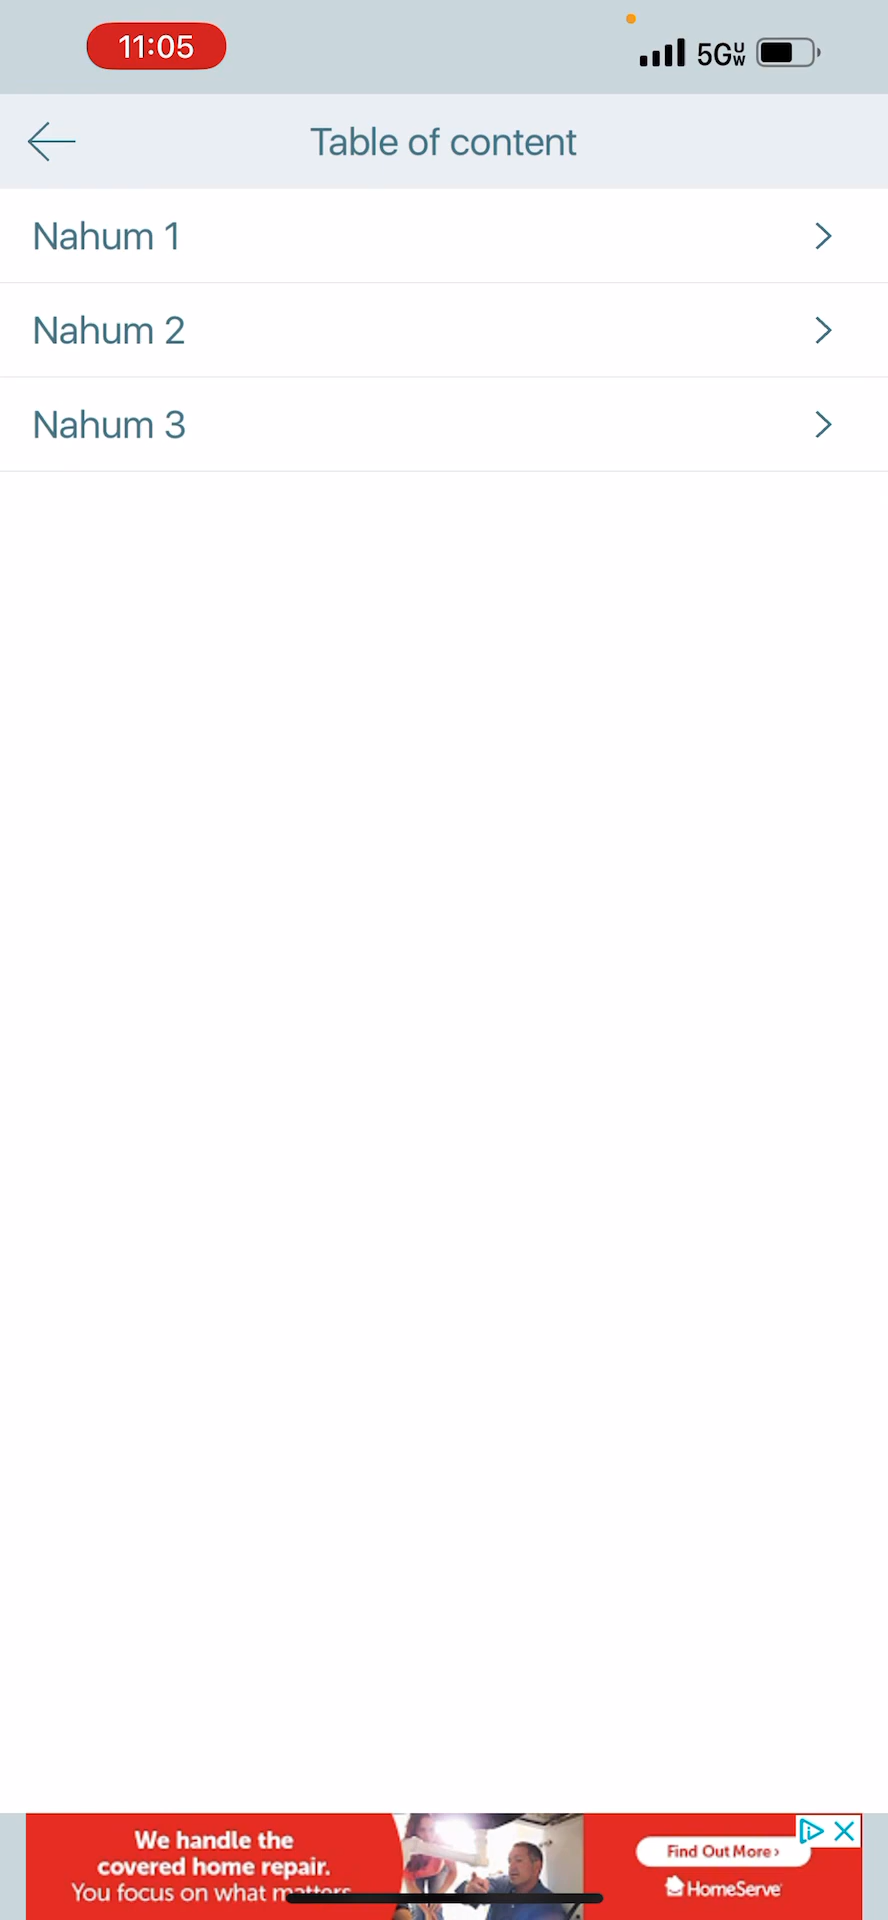 11:05
5G UW
Table of content
Nahum 1
Nahum 2
Nahum 3
We handle the
covered home repair.
You focus on what matters
Find Out More ›
HomeServe